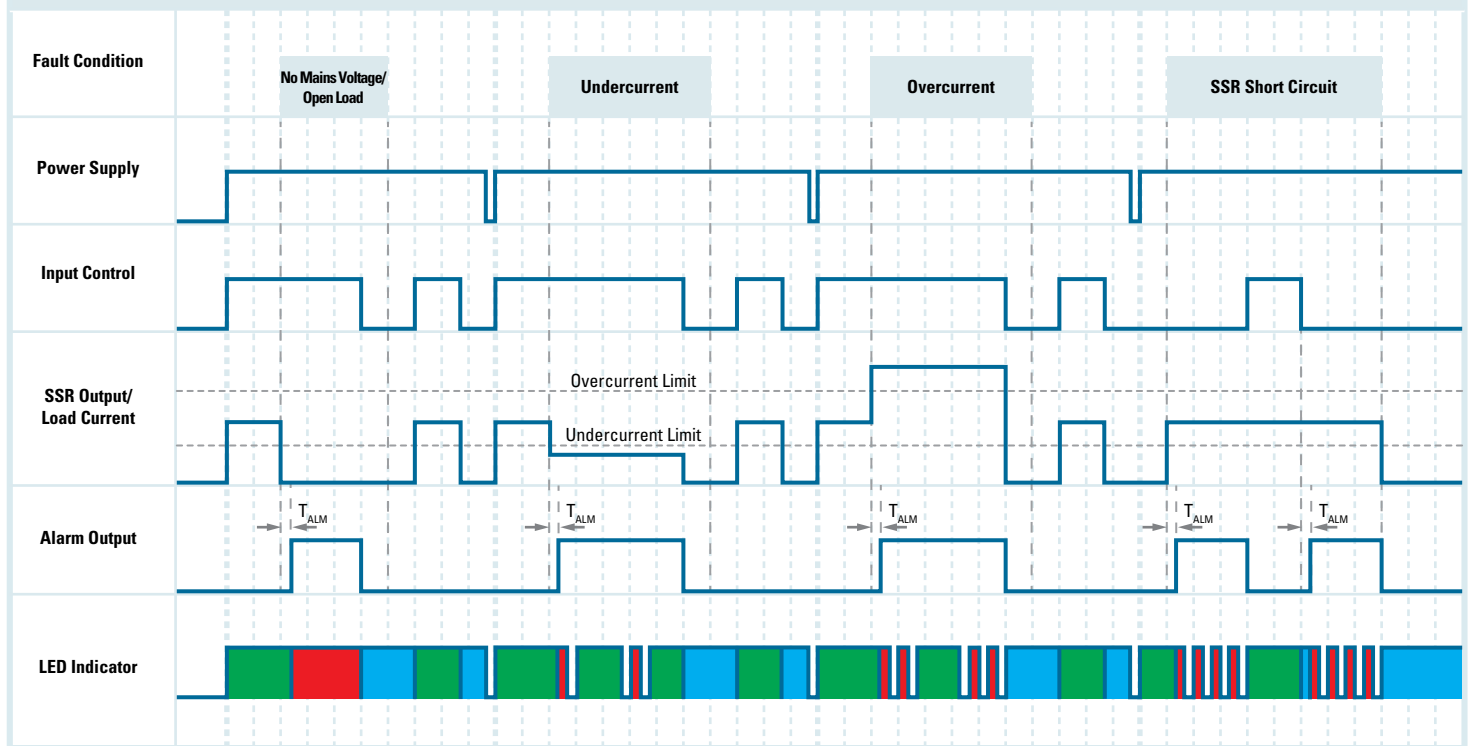 Fault Condition
No Mains Voltage/
Open Load
Undercurrent
Overcurrent
SSR Short Circuit
Power Supply
Input Control
SSR Output/
Load Current
Overcurrent Limit
Undercurrent Limit
Alarm Output
TALM
TALM
TALM
TALM
TALM
LED Indicator